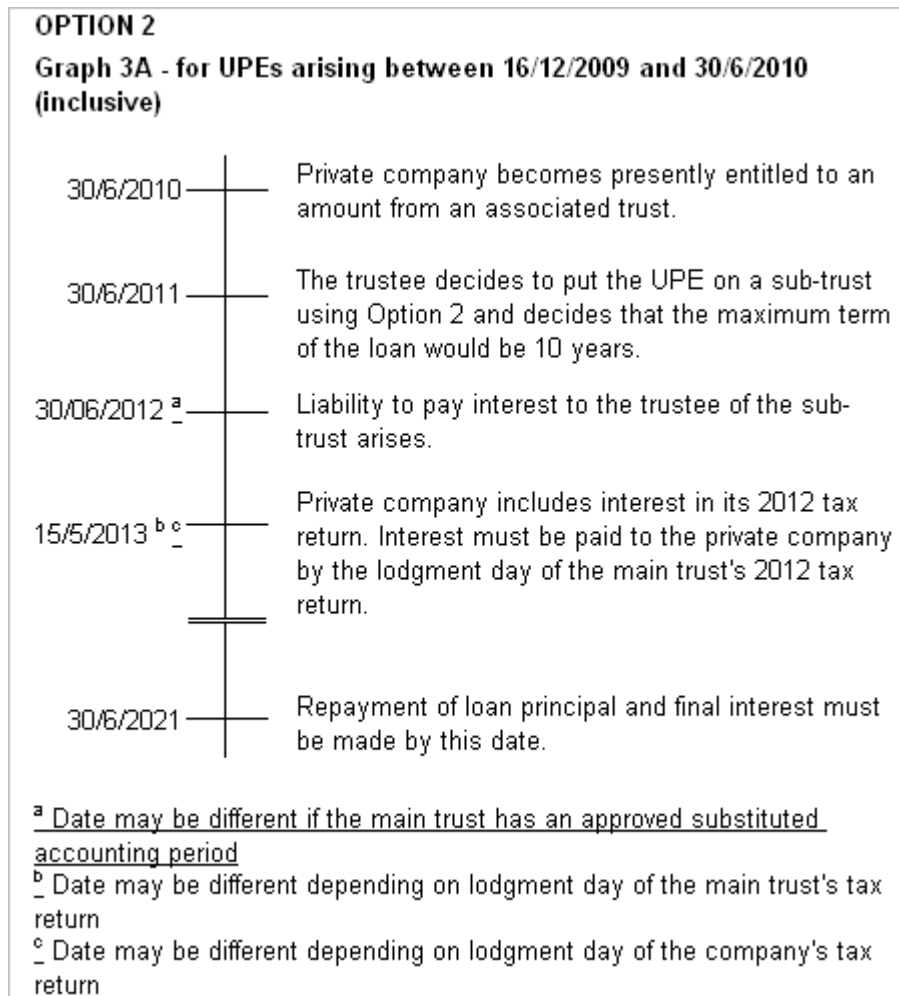 OPTION 2
Graph 3A - for UPEs arising between 16/12/2009 and 30/6/2010
(inclusive)
30/6/2010
Private company becomes presently entitled to an
amount from an associated trust.
30/6/2011
The trustee decides to put the UPE on a sub-trust
using Option 2 and decides that the maximum term
of the loan would be 10 years.
30/06/2012 a
Liability to pay interest to the trustee of the sub-
trust arises.
15/5/2013 b c
Private company includes interest in its 2012 tax
return. Interest must be paid to the private company
by the lodgment day of the main trust's 2012 tax
return.
30/6/2021
Repayment of loan principal and final interest must
be made by this date.
a Date may be different if the main trust has an approved substituted
accounting period
b Date may be different depending on lodgment day of the main trust's tax
return
c Date may be different depending on lodgment day of the company's tax
return